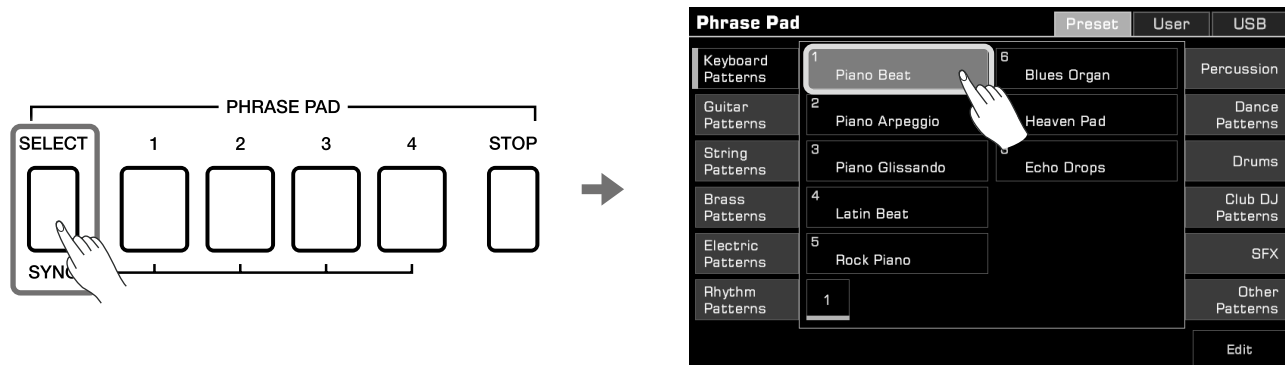 PHRASE PAD
SELECT 1 2 3 4 STOP
Phrase Pad Preset User USB
Keyboard
Patterns
Guitar
Patterns
String
Patterns
Brass
Patterns
Electric
Patterns
Rhythm
Patterns
1
Piano Beat
2
Piano Arpeggio
3
Piano Glissando
4
Latin Beat
5
Rock Piano
6
Blues Organ
Heaven Pad
Echo Drops
1
Percussion
Dance
Patterns
Drums
Club DJ
Patterns
SFX
Other
Patterns
Edit